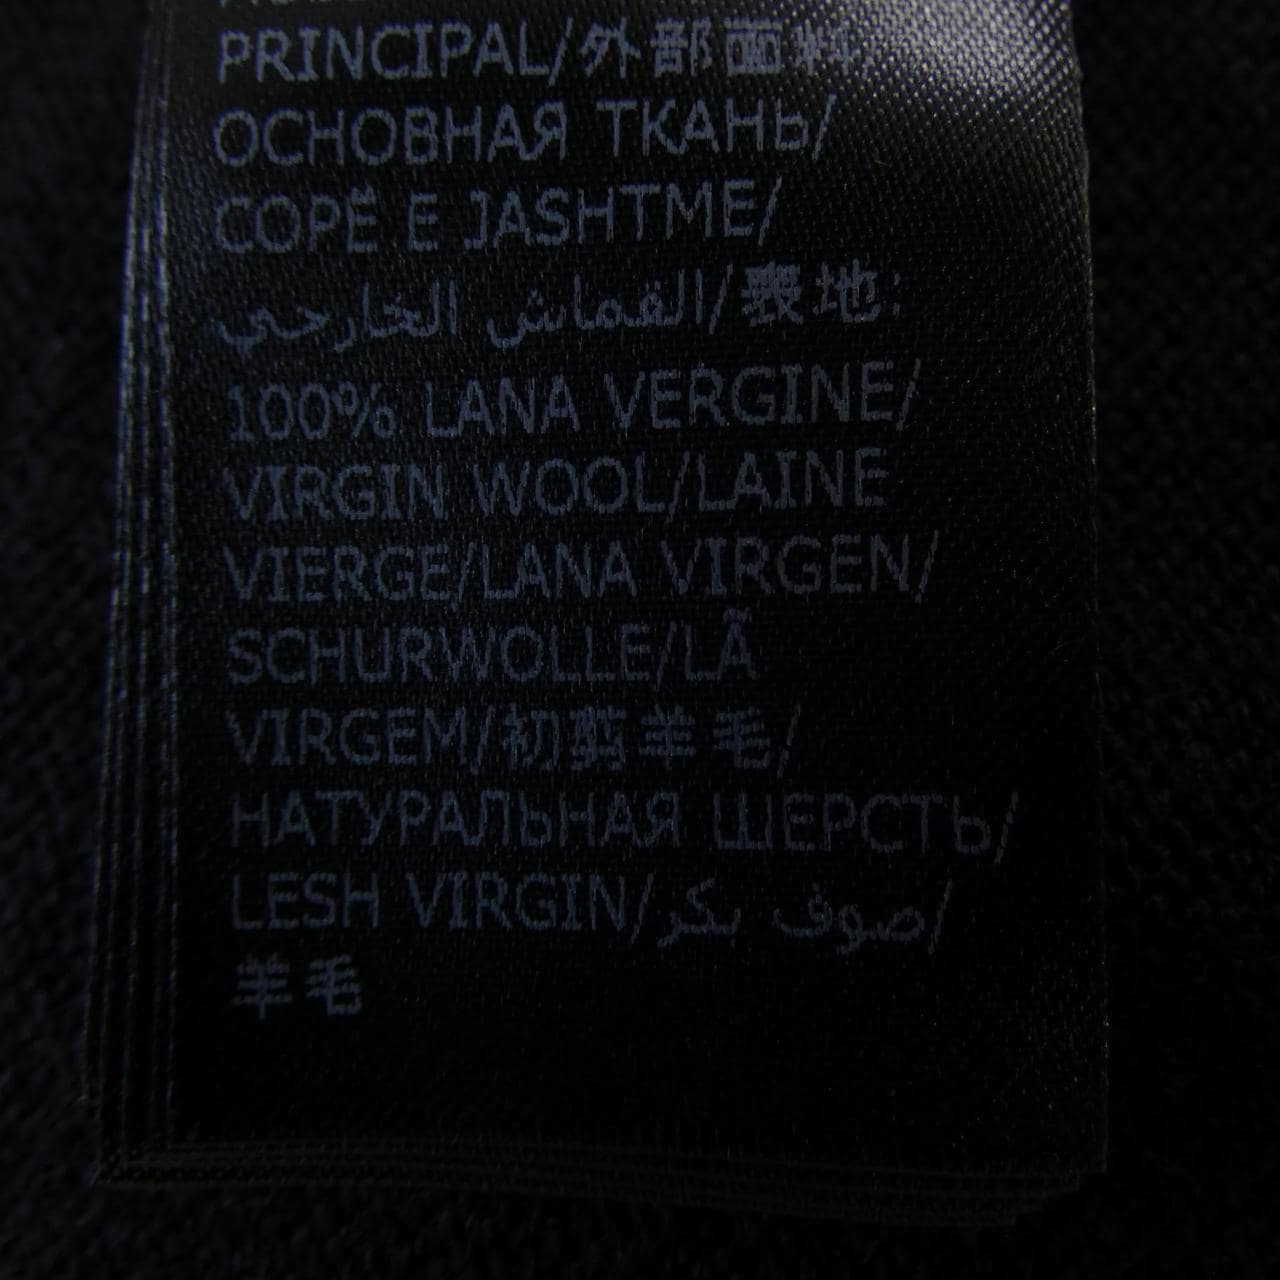 PRINCIPAL/外部面料/
ОСНОВНАЯ ТКАНЬ/
COPË E JASHTME/
القماش الخارجي/表地:
100% LANA VERGINE/
VIRGIN WOOL/LAINE
VIERGE/LANA VIRGEN/
SCHURWOLLE/LÃ
VIRGEM/初剪羊毛/
НАТУРАЛЬНАЯ ШЕРСТЬ/
LESH VIRGIN/صوف بكر/
羊毛